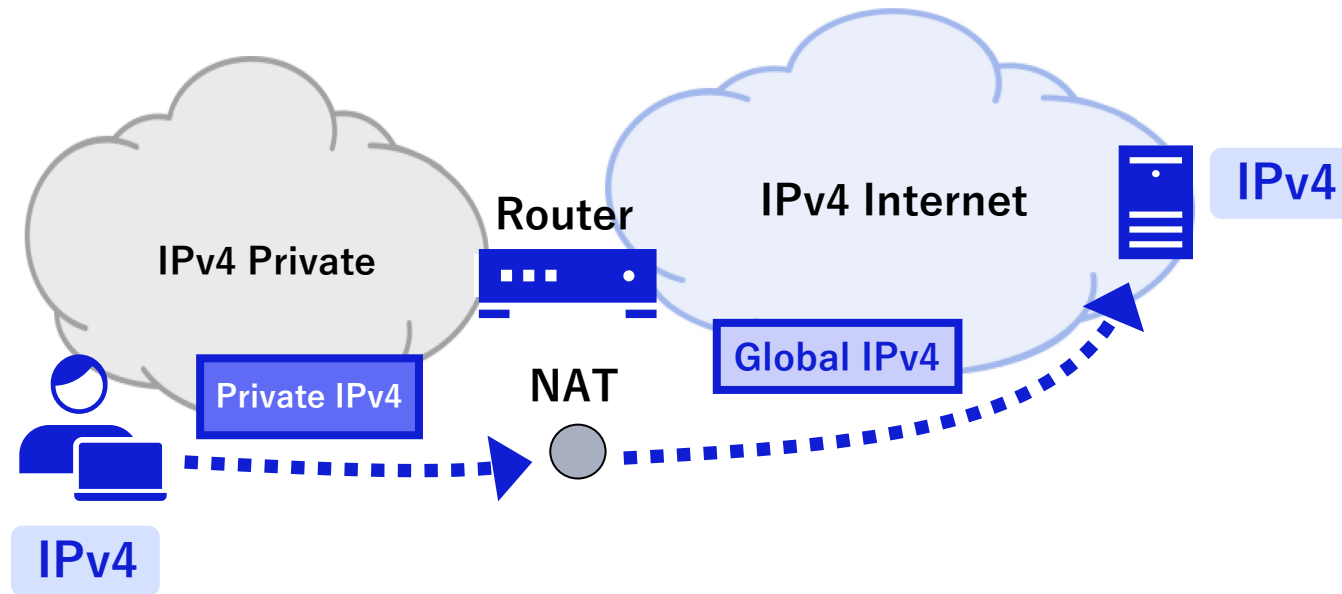 IPv4 Private
Router
IPv4 Internet
IPv4
Private IPv4
NAT
Global IPv4
IPv4